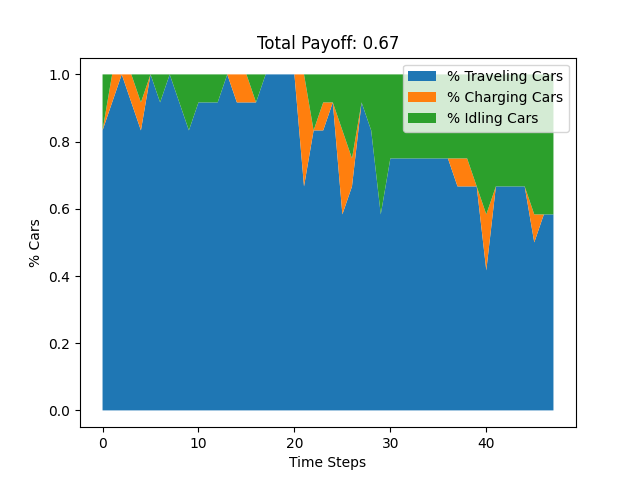 Total Payoff: 0.67
% Traveling Cars
% Charging Cars
% Idling Cars
% Cars
1.0
0.8
0.6
0.4
0.2
0.0
0 10 20 30 40
Time Steps